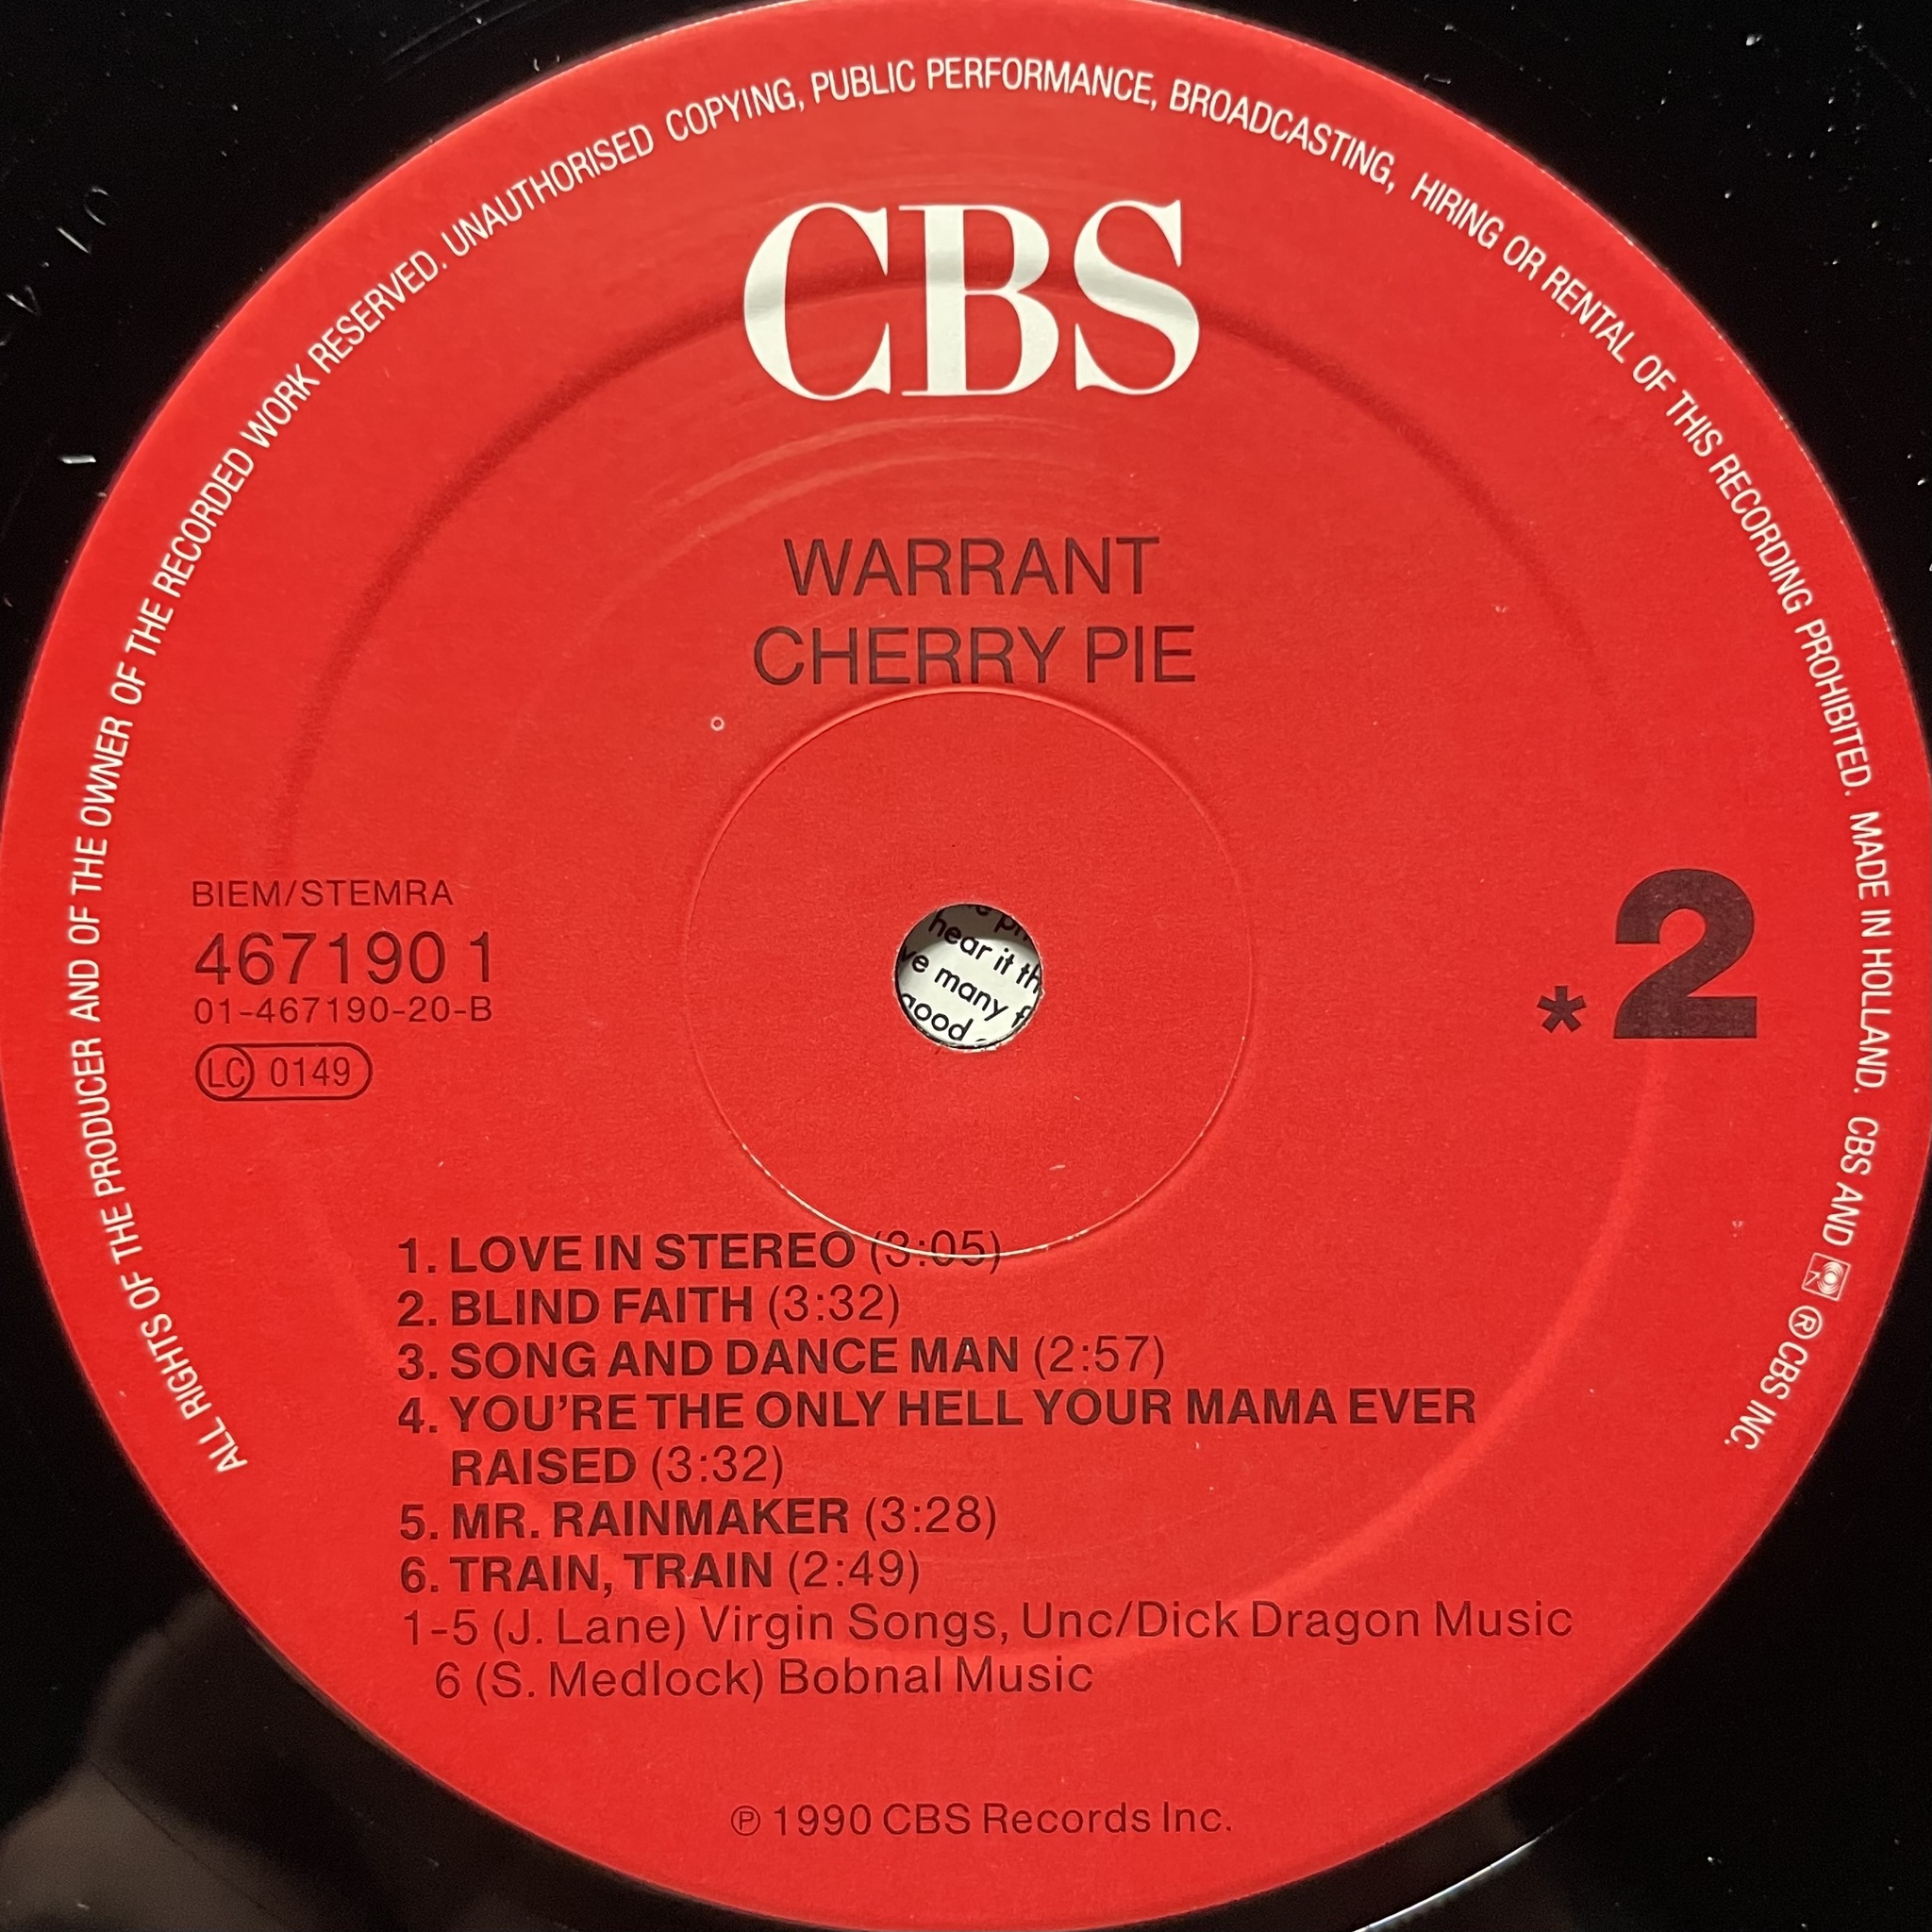 ALL RIGHTS OF THE PRODUCER AND OF THE OWNER OF THE RECORDED WORK RESERVED. UNAUTHORISED COPYING, PUBLIC PERFORMANCE, BROADCASTING, HIRING OR RENTAL OF THIS RECORDING PROHIBITED. MADE IN HOLLAND. CBS AND ® CBS INC.
CBS
WARRANT
CHERRY PIE
BIEM/STEMRA
467190 1
01-467190-20-B
LC 0149
*2
hear it
many
good
1. LOVE IN STEREO (3:05)
2. BLIND FAITH (3:32)
3. SONG AND DANCE MAN (2:57)
4. YOU'RE THE ONLY HELL YOUR MAMA EVER
RAISED (3:32)
5. MR. RAINMAKER (3:28)
6. TRAIN, TRAIN (2:49)
1-5 (J. Lane) Virgin Songs, Unc/Dick Dragon Music
6 (S. Medlock) Bobnal Music
℗ 1990 CBS Records Inc.